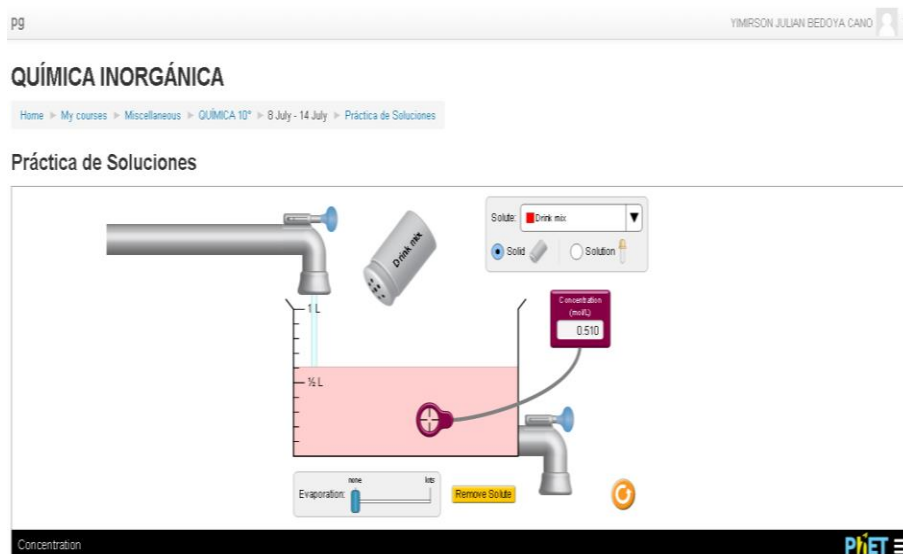 pg
YIMIRSON JULIAN BEDOYA CANO
QUÍMICA INORGÁNICA
Home ► My courses ► Miscellaneous ► QUÍMICA 10° ► 8 July - 14 July ► Práctica de Soluciones
Práctica de Soluciones
Drink mix
Solute: Drink mix
Solid Solution
Concentration
(mol/L)
0.510
1 L
½ L
none lots
Evaporation:
Remove Solute
Concentration PhET